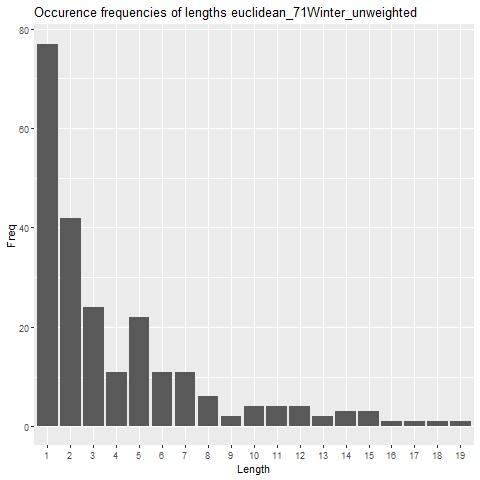 Occurence frequencies of lengths euclidean_71Winter_unweighted
80
60
40
20
0
Freq
1 2 3 4 5 6 7 8 9 10 11 12 13 14 15 16 17 18 19
Length